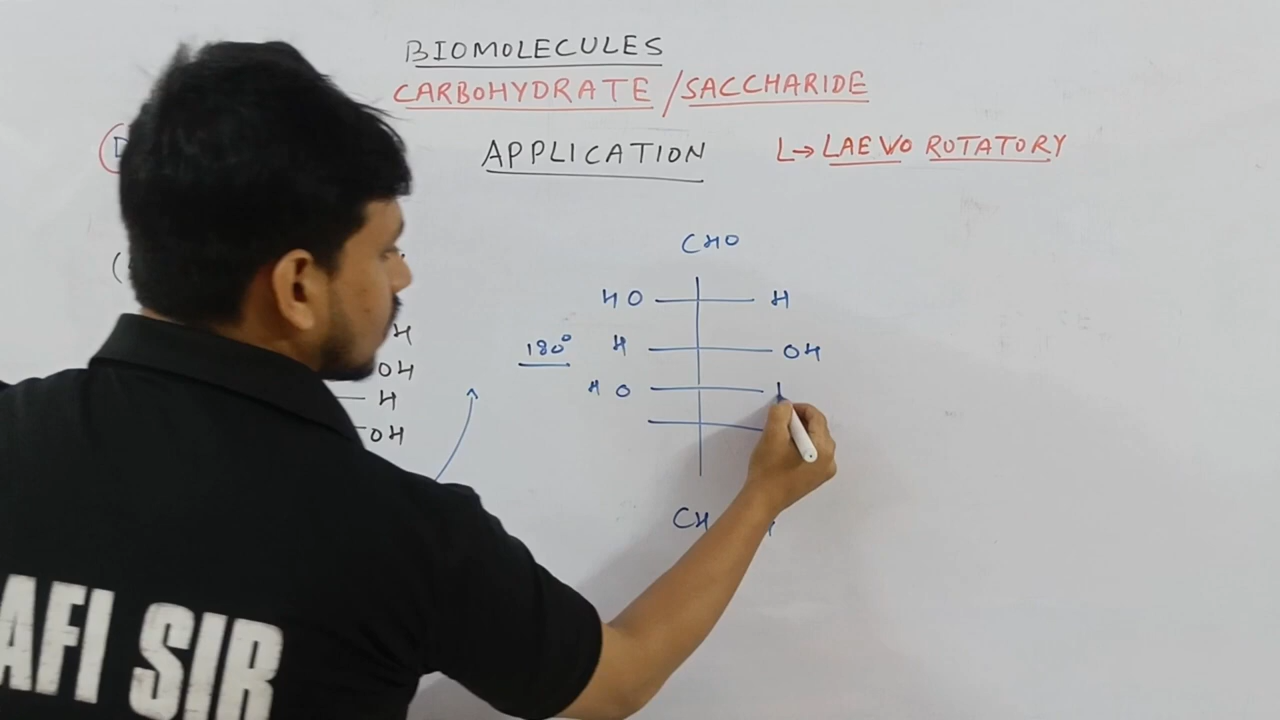 BIOMOLECULES
CARBOHYDRATE / SACCHARIDE
APPLICATION L→ LAEVO ROTATORY
CHO
HO H
180° H OH
HO
CH
H
OH
H
OH
AFI SIR